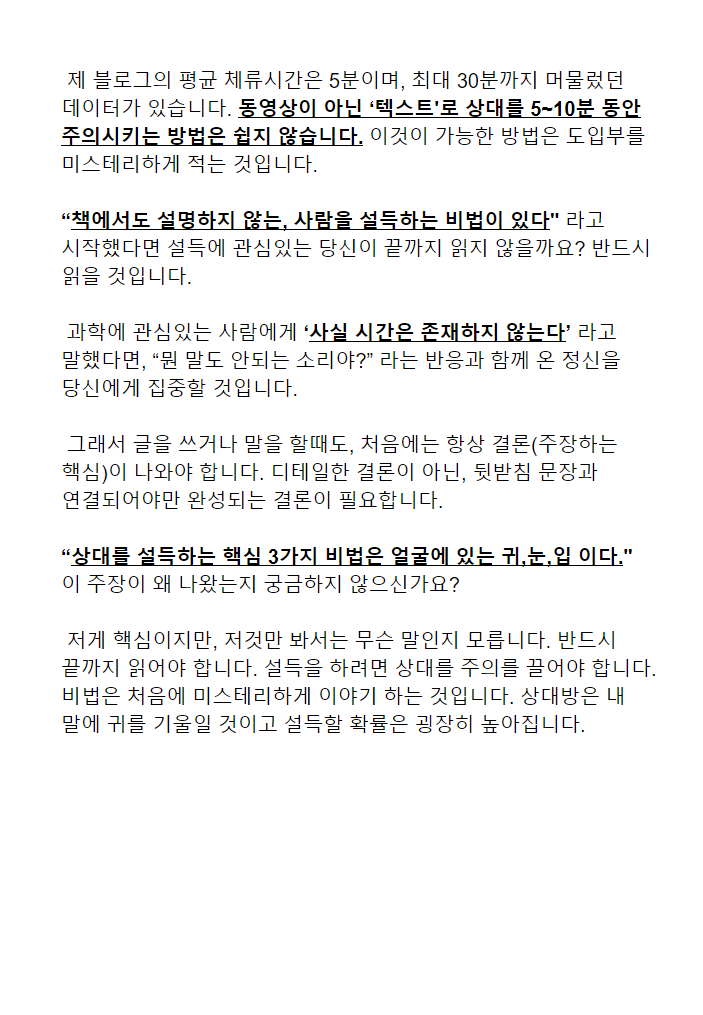 제 블로그의 평균 체류시간은 5분이며, 최대 30분까지 머물렀던
데이터가 있습니다. 동영상이 아닌 ‘텍스트'로 상대를 5~10분 동안
주의시키는 방법은 쉽지 않습니다. 이것이 가능한 방법은 도입부를
미스테리하게 적는 것입니다.
“책에서도 설명하지 않는, 사람을 설득하는 비법이 있다" 라고
시작했다면 설득에 관심있는 당신이 끝까지 읽지 않을까요? 반드시
읽을 것입니다.
과학에 관심있는 사람에게 ‘사실 시간은 존재하지 않는다’ 라고
말했다면, “뭔 말도 안되는 소리야?” 라는 반응과 함께 온 정신을
당신에게 집중할 것입니다.
그래서 글을 쓰거나 말을 할때도, 처음에는 항상 결론(주장하는
핵심)이 나와야 합니다. 디테일한 결론이 아닌, 뒷받침 문장과
연결되어야만 완성되는 결론이 필요합니다.
“상대를 설득하는 핵심 3가지 비법은 얼굴에 있는 귀,눈,입 이다."
이 주장이 왜 나왔는지 궁금하지 않으신가요?
저게 핵심이지만, 저것만 봐서는 무슨 말인지 모릅니다. 반드시
끝까지 읽어야 합니다. 설득을 하려면 상대를 주의를 끌어야 합니다.
비법은 처음에 미스테리하게 이야기 하는 것입니다. 상대방은 내
말에 귀를 기울일 것이고 설득할 확률은 굉장히 높아집니다.